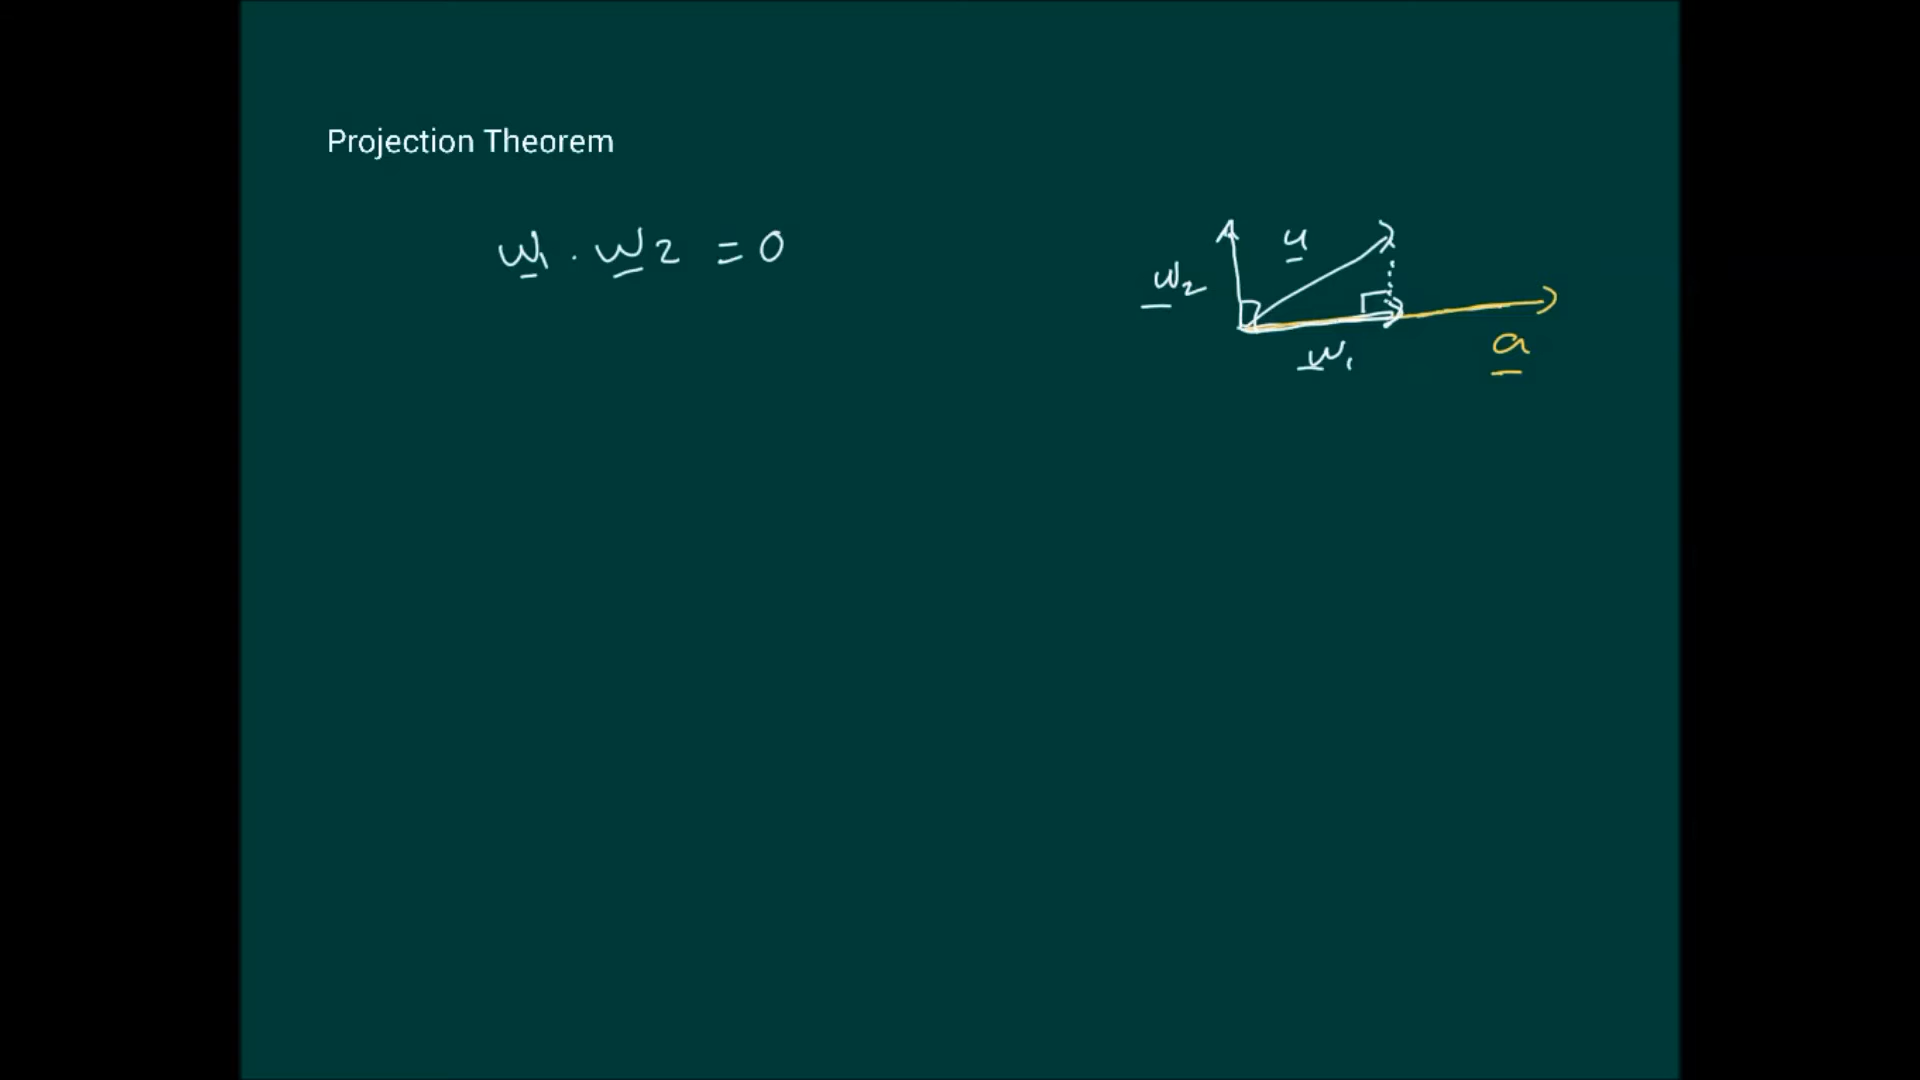 Projection Theorem
w1 . w2 = 0
u
w2
w1
a